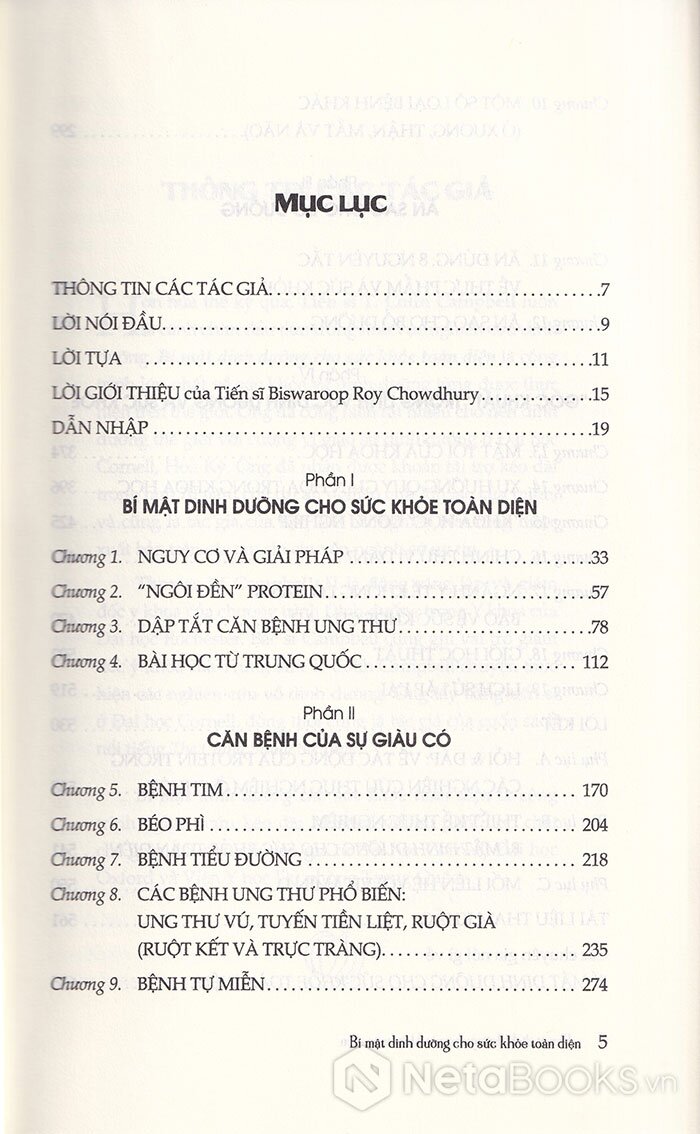 MỤC LỤC
THÔNG TIN CÁC TÁC GIẢ.................................................7
LỜI NÓI ĐẦU.................................................9
LỜI TỰA.................................................11
LỜI GIỚI THIỆU của Tiến sĩ Biswaroop Roy Chowdhury.................15
DẪN NHẬP.................................................19
Phần I
BÍ MẬT DINH DƯỠNG CHO SỨC KHỎE TOÀN DIỆN
Chương 1. NGUY CƠ VÀ GIẢI PHÁP.................................33
Chương 2. “NGÔI ĐỀN” PROTEIN.................................57
Chương 3. DẬP TẮT CĂN BỆNH UNG THƯ.................................78
Chương 4. BÀI HỌC TỪ TRUNG QUỐC.................................112
Phần II
CĂN BỆNH CỦA SỰ GIÀU CÓ
Chương 5. BỆNH TIM.................................170
Chương 6. BÉO PHÌ.................................204
Chương 7. BỆNH TIỂU ĐƯỜNG.................................218
Chương 8. CÁC BỆNH UNG THƯ PHỔ BIẾN:
UNG THƯ VÚ, TUYẾN TIỀN LIỆT, RUỘT GIÀ
(RUỘT KẾT VÀ TRỰC TRÀNG).................................235
Chương 9. BỆNH TỰ MIỄN.................................274
Bí mật dinh dưỡng cho sức khỏe toàn diện 5
NetaBooks.vn